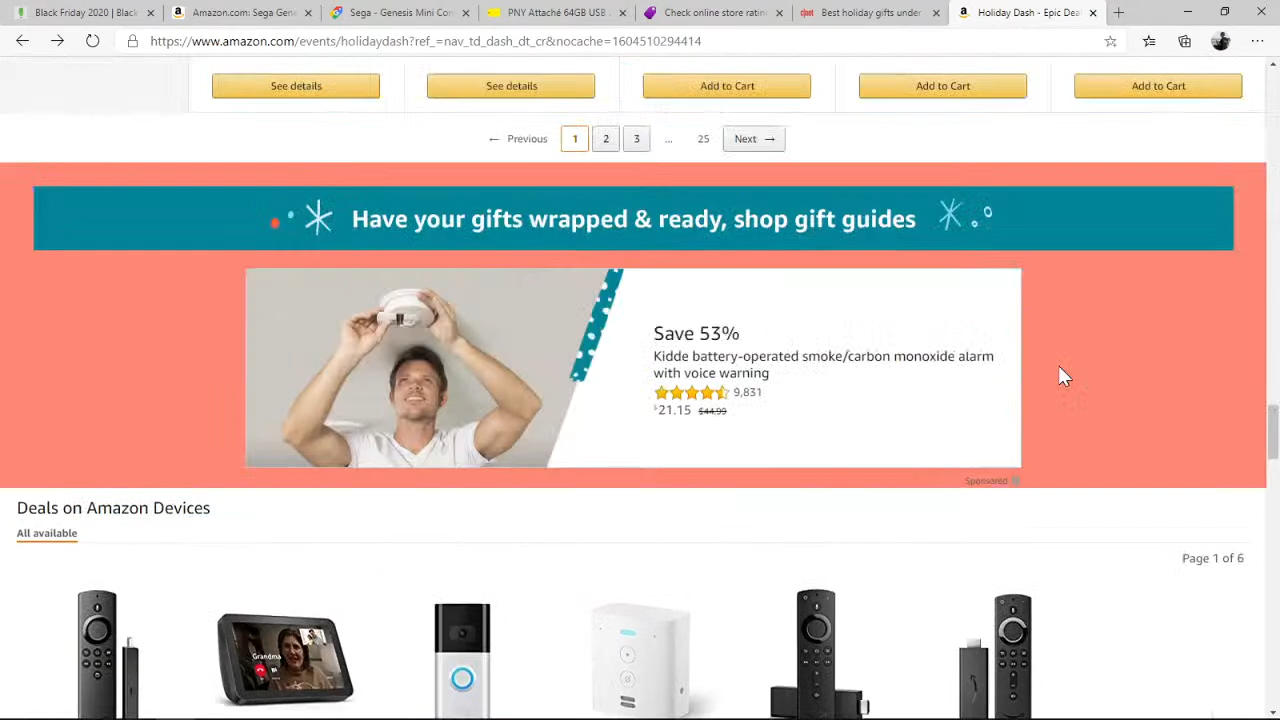 Black Friday 2020 | Black
Amazon.com: Sega Gene
Sega - Genesis Mini Con
PNY Attaché 64GB USB
Check online store rating
cnet Best holiday gifts under
Holiday Dash - Epic Dea
https://www.amazon.com/events/holidaydash?ref_=nav_td_dash_dt_cr&nocache=1604510294414
See details See details Add to Cart Add to Cart Add to Cart
← Previous 1 2 3 ... 25 Next →
Have your gifts wrapped & ready, shop gift guides
Save 53%
Kidde battery-operated smoke/carbon monoxide alarm
with voice warning
9,831
$21.15 $44.99
Sponsored
Deals on Amazon Devices
All available
Page 1 of 6
Grandma